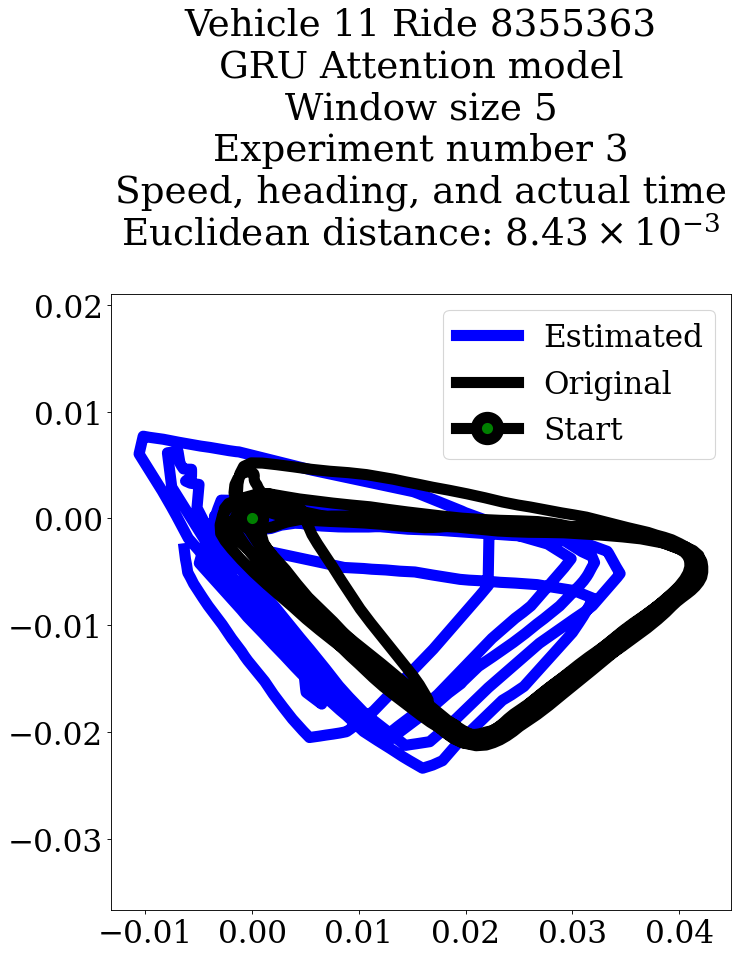 Vehicle 11 Ride 8355363
GRU Attention model
Window size 5
Experiment number 3
Speed, heading, and actual time
Euclidean distance: 8.43 × 10⁻³
0.02
0.01
0.00
−0.01
−0.02
−0.03
Estimated
Original
Start
−0.01 0.00 0.01 0.02 0.03 0.04